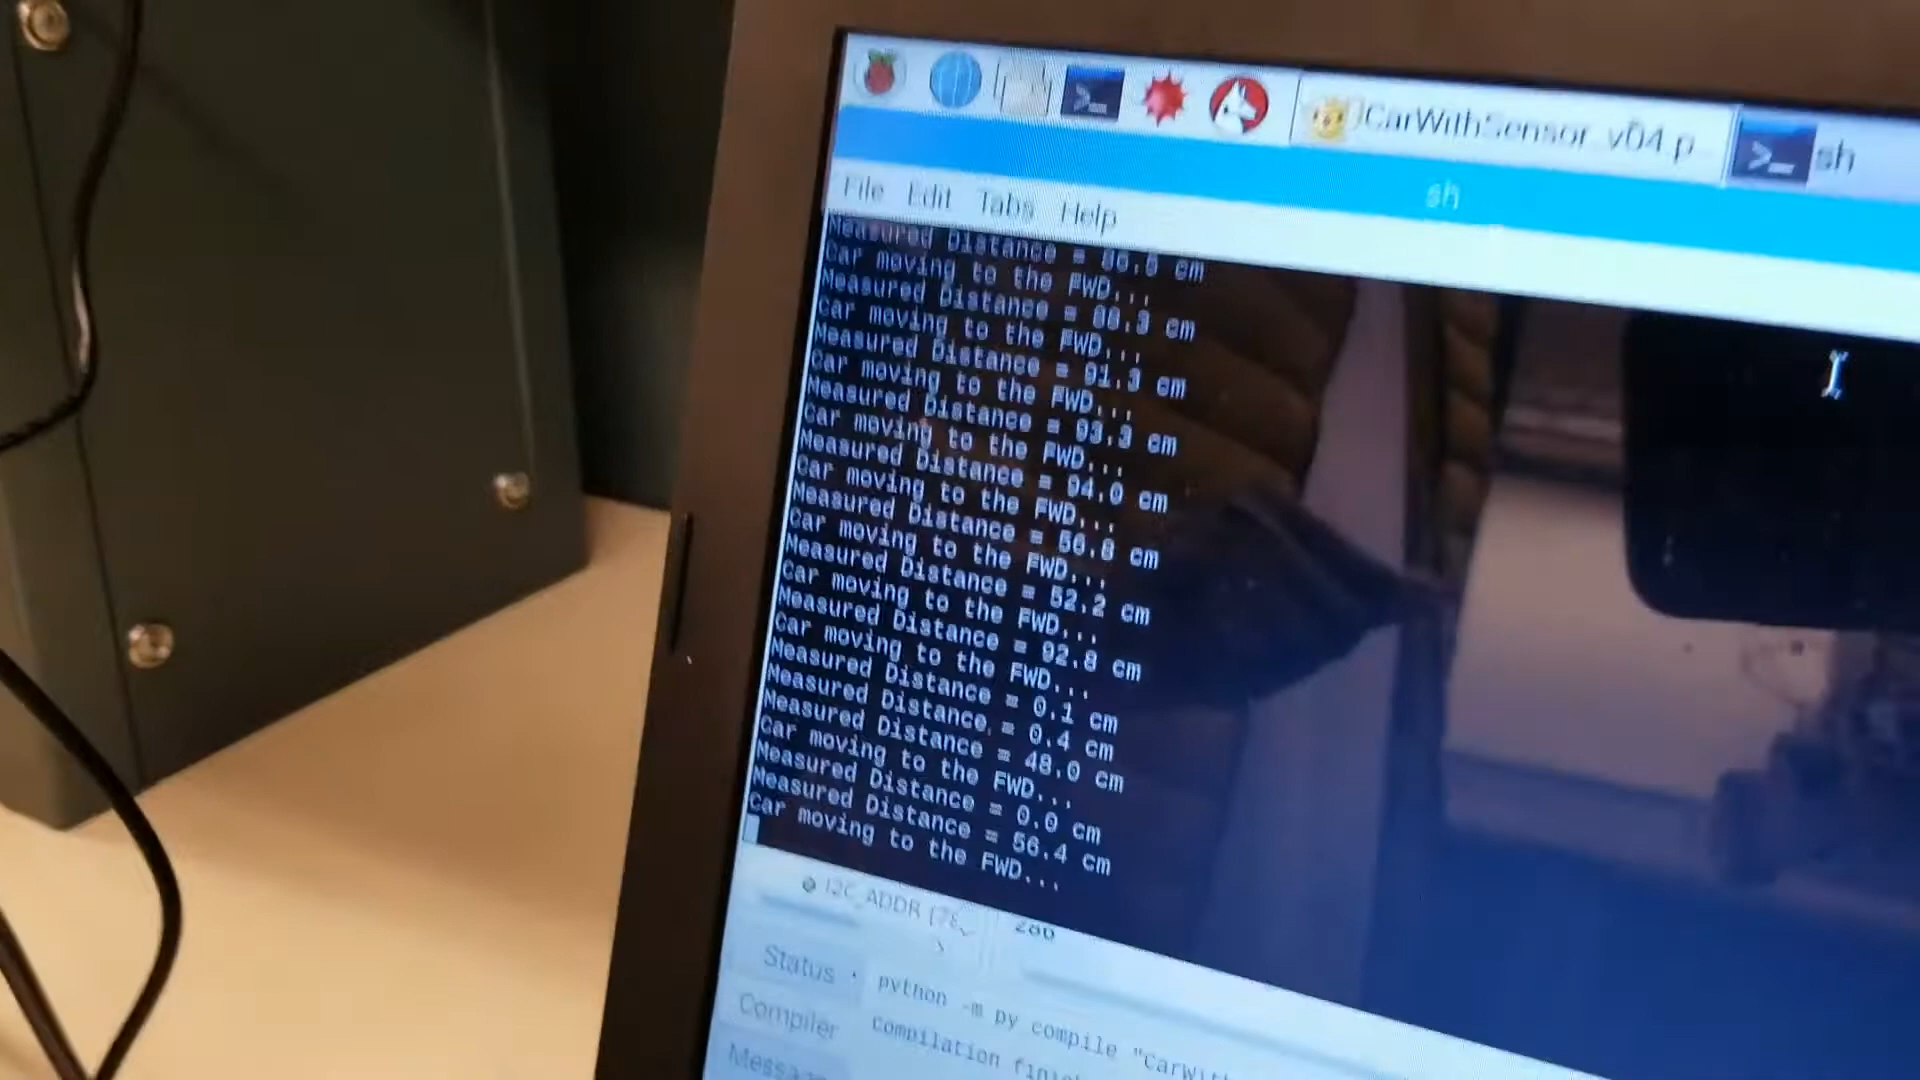 CarWithSensor_v04.p
sh
sh
File Edit Tabs Help
Measured Distance = 86.6 cm
Car moving to the FWD...
Measured Distance = 88.3 cm
Car moving to the FWD...
Measured Distance = 91.3 cm
Car moving to the FWD...
Measured Distance = 93.3 cm
Car moving to the FWD...
Measured Distance = 94.0 cm
Car moving to the FWD...
Measured Distance = 56.8 cm
Car moving to the FWD...
Measured Distance = 52.2 cm
Car moving to the FWD...
Measured Distance = 92.8 cm
Car moving to the FWD...
Measured Distance = 0.1 cm
Measured Distance = 0.4 cm
Measured Distance = 48.0 cm
Car moving to the FWD...
Measured Distance = 0.0 cm
Measured Distance = 56.4 cm
Car moving to the FWD...
I2C_ADDR
Status
python -m py_compile "CarWith
Compiler
Compilation